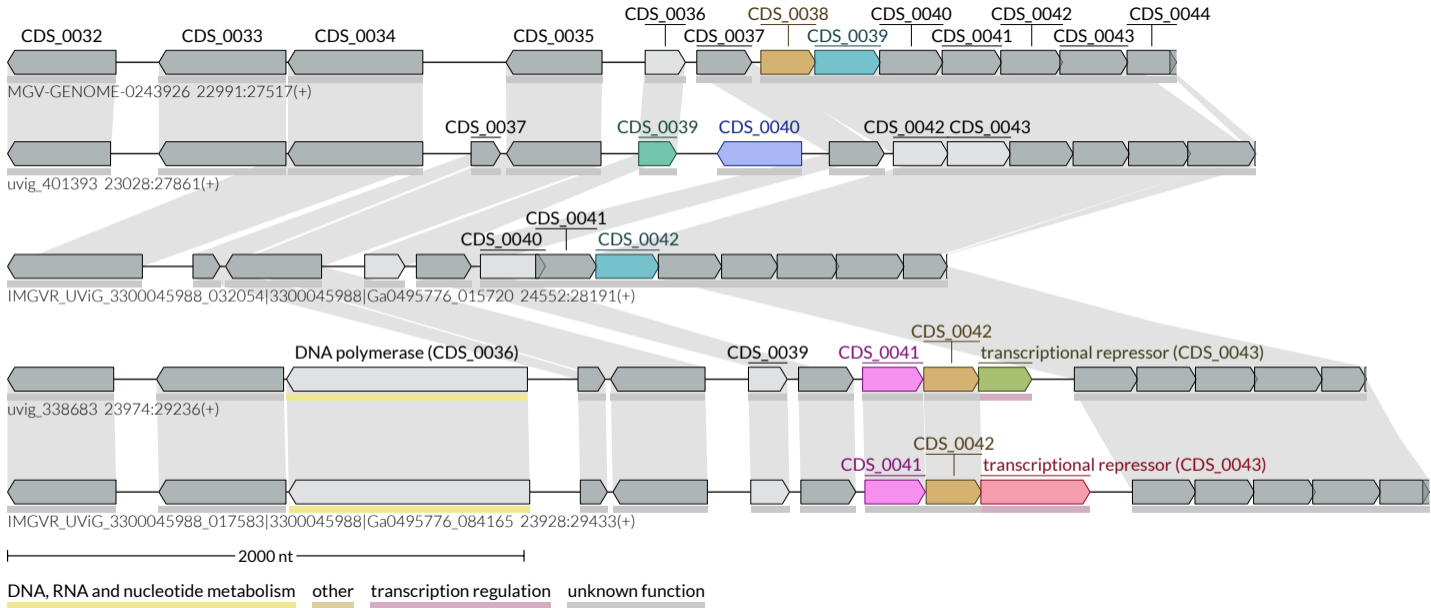 CDS_0036 CDS_0038 CDS_0040 CDS_0042 CDS_0044
CDS_0032 CDS_0033 CDS_0034 CDS_0035 CDS_0037 CDS_0039 CDS_0041 CDS_0043
MGV-GENOME-0243926 22991:27517(+)
CDS_0037 CDS_0039 CDS_0040 CDS_0042 CDS_0043
uvig_401393 23028:27861(+)
CDS_0041
CDS_0040 CDS_0042
IMGVR_UViG_3300045988_032054|3300045988|Ga0495776_015720 24552:28191(+)
CDS_0042
DNA polymerase (CDS_0036) CDS_0039 CDS_0041 transcriptional repressor (CDS_0043)
uvig_338683 23974:29236(+)
CDS_0042
CDS_0041 transcriptional repressor (CDS_0043)
IMGVR_UViG_3300045988_017583|3300045988|Ga0495776_084165 23928:29433(+)
2000 nt
DNA, RNA and nucleotide metabolism other transcription regulation unknown function